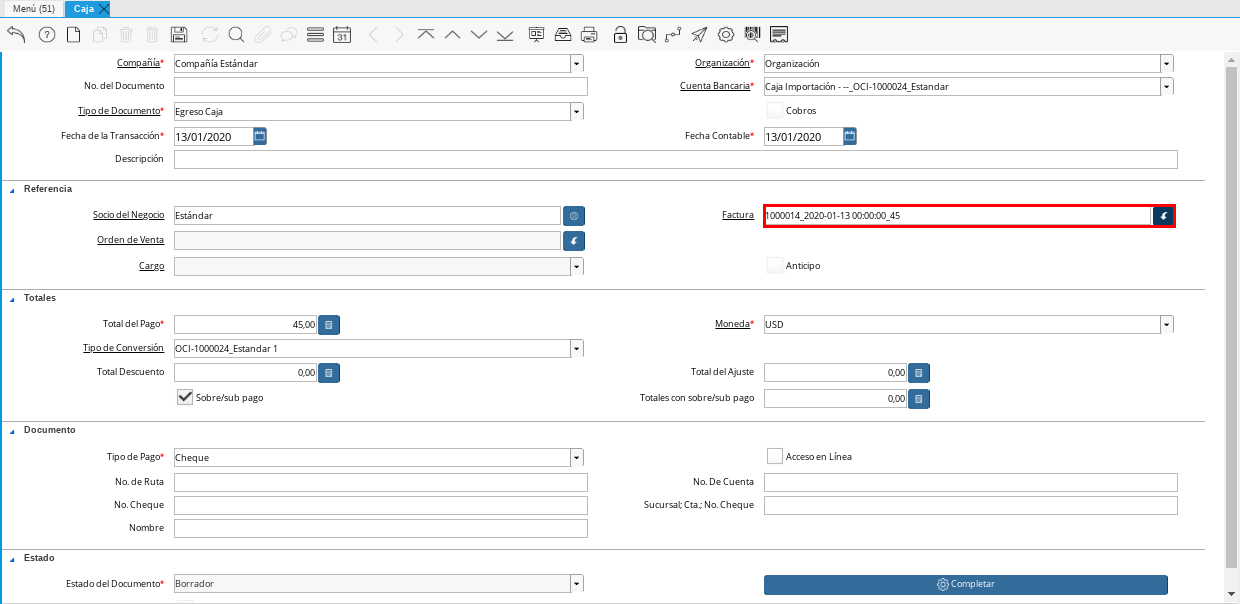 Menú (51) Caja
? 31
Compañía* Compañía Estándar Organización* Organización
No. del Documento Cuenta Bancaria* Caja Importación - --_OCI-1000024_Estandar
Tipo de Documento* Egreso Caja Cobros
Fecha de la Transacción* 13/01/2020 Fecha Contable* 13/01/2020
Descripción
Referencia
Socio del Negocio Estándar Factura 1000014_2020-01-13 00:00:00_45
Orden de Venta
Cargo Anticipo
Totales
Total del Pago* 45,00 Moneda* USD
Tipo de Conversión OCI-1000024_Estandar 1
Total Descuento 0,00 Total del Ajuste 0,00
Sobre/sub pago Totales con sobre/sub pago 0,00
Documento
Tipo de Pago* Cheque Acceso en Línea
No. de Ruta No. De Cuenta
No. Cheque Sucursal; Cta.; No. Cheque
Nombre
Estado
Estado del Documento* Borrador Completar